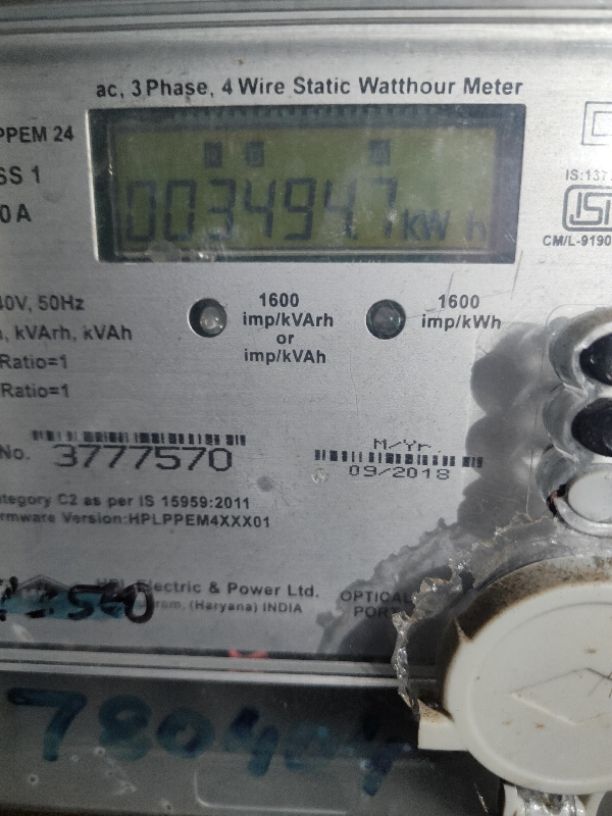 ac, 3 Phase, 4 Wire Static Watthour Meter
PPEM 24
SS 1
0 A
003494.7 kWh
IS:137
ISI
CM/L-9190
40V, 50Hz
, kVArh, kVAh
Ratio=1
Ratio=1
1600
imp/kVArh
or
imp/kVAh
1600
imp/kWh
No. 3777570
M/Yr.
09/2018
ategory C2 as per IS 15959:2011
rmware Version:HPLPPEM4XXX01
Electric & Power Ltd.
(Haryana) INDIA
OPTICAL
PORT